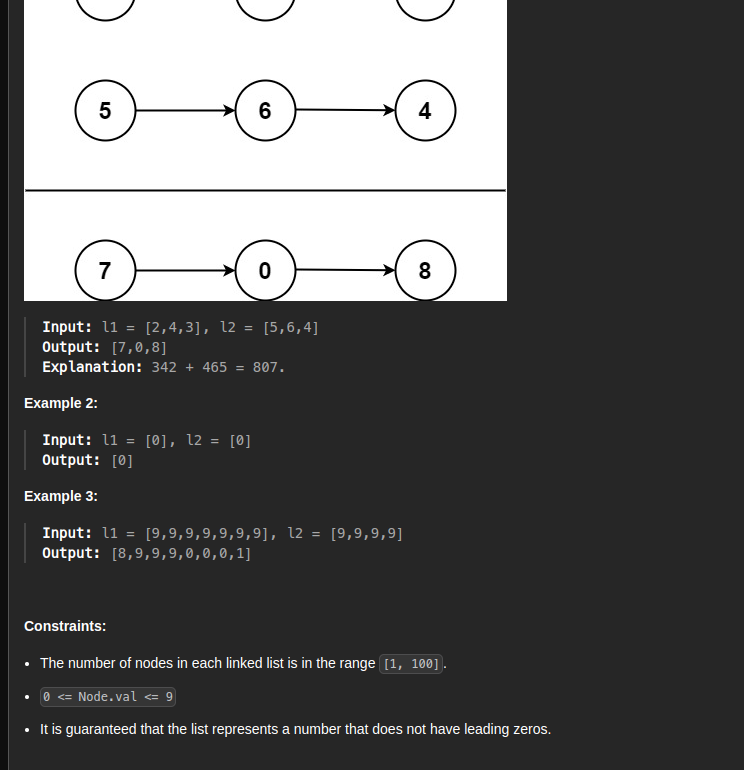 5 6 4
7 0 8
Input: l1 = [2,4,3], l2 = [5,6,4]
Output: [7,0,8]
Explanation: 342 + 465 = 807.
Example 2:
Input: l1 = [0], l2 = [0]
Output: [0]
Example 3:
Input: l1 = [9,9,9,9,9,9,9], l2 = [9,9,9,9]
Output: [8,9,9,9,0,0,0,1]
Constraints:
• The number of nodes in each linked list is in the range [1, 100].
• 0 <= Node.val <= 9
• It is guaranteed that the list represents a number that does not have leading zeros.